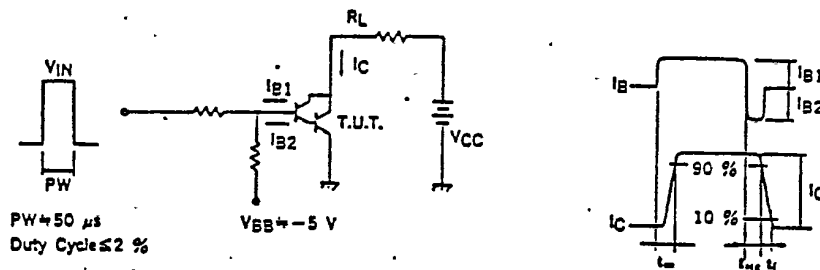 VIN
PW
PW≒50 μs
Duty Cycle≤2 %
IB1
IB2
VBB≒−5 V
RL
IC
T.U.T.
VCC
IB
IB1
IB2
90 %
10 %
IC
IC